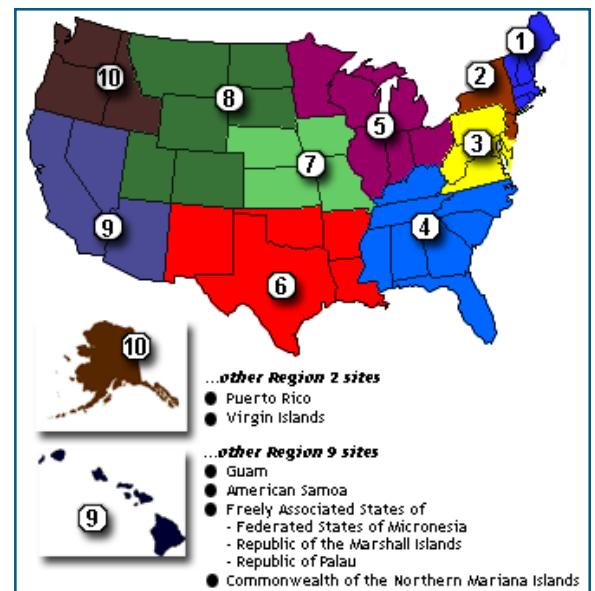 1
2
10
8
5
3
7
9
4
6
10
...other Region 2 sites
Puerto Rico
Virgin Islands
...other Region 9 sites
Guam
American Samoa
9
Freely Associated States of
- Federated States of Micronesia
- Republic of the Marshall Islands
- Republic of Palau
Commonwealth of the Northern Mariana Islands